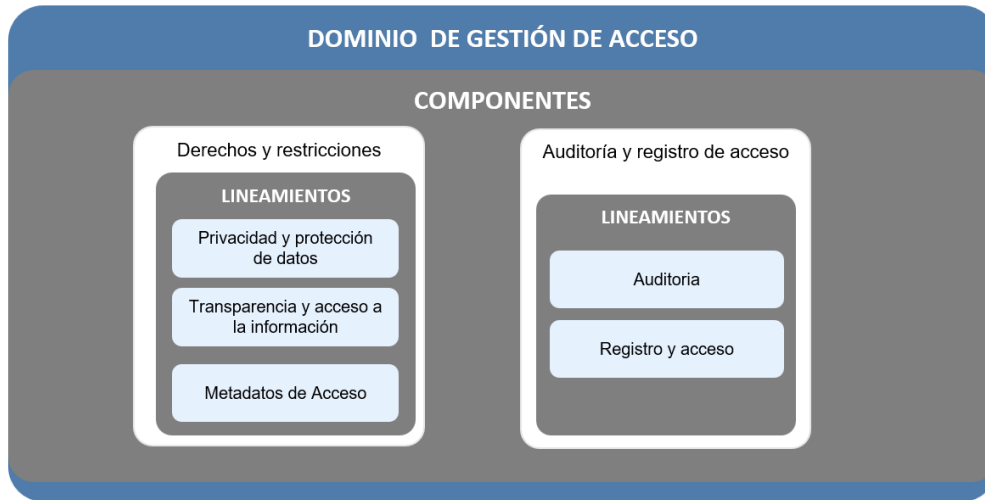 DOMINIO DE GESTIÓN DE ACCESO
COMPONENTES
Derechos y restricciones
LINEAMIENTOS
Privacidad y protección
de datos
Transparencia y acceso a
la información
Metadatos de Acceso
Auditoría y registro de acceso
LINEAMIENTOS
Auditoria
Registro y acceso